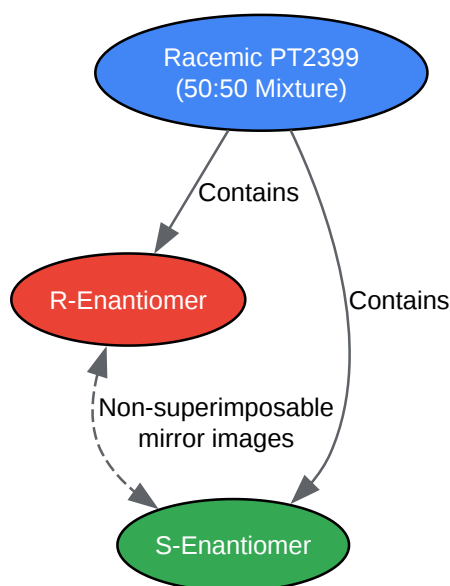 Racemic PT2399
(50:50 Mixture)
Contains
R-Enantiomer
Contains
Non-superimposable
mirror images
S-Enantiomer